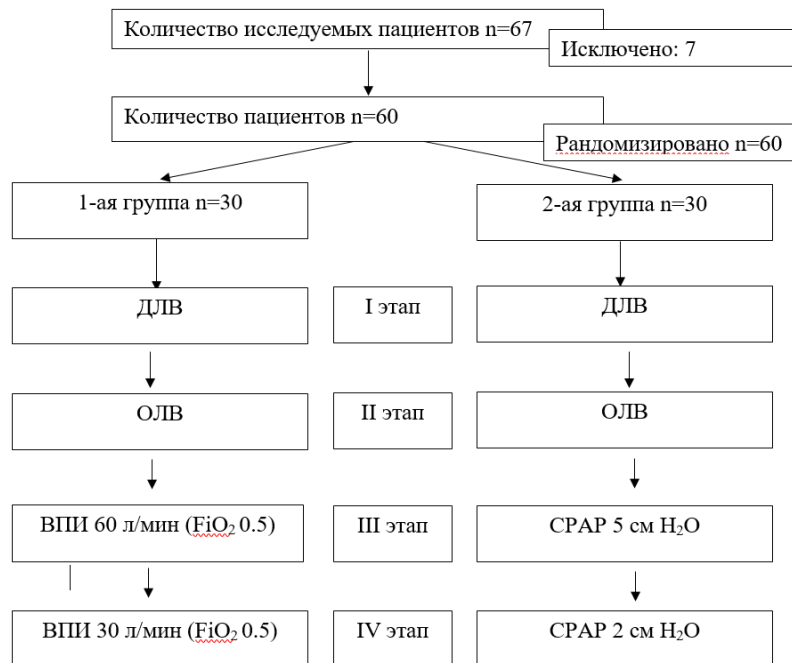 Количество исследуемых пациентов n=67
Исключено: 7
Количество пациентов n=60
Рандомизировано n=60
1-ая группа n=30
2-ая группа n=30
ДЛВ
I этап
ДЛВ
ОЛВ
II этап
ОЛВ
ВПИ 60 л/мин (FiO₂ 0.5)
III этап
CPAP 5 см H₂O
ВПИ 30 л/мин (FiO₂ 0.5)
IV этап
CPAP 2 см H₂O